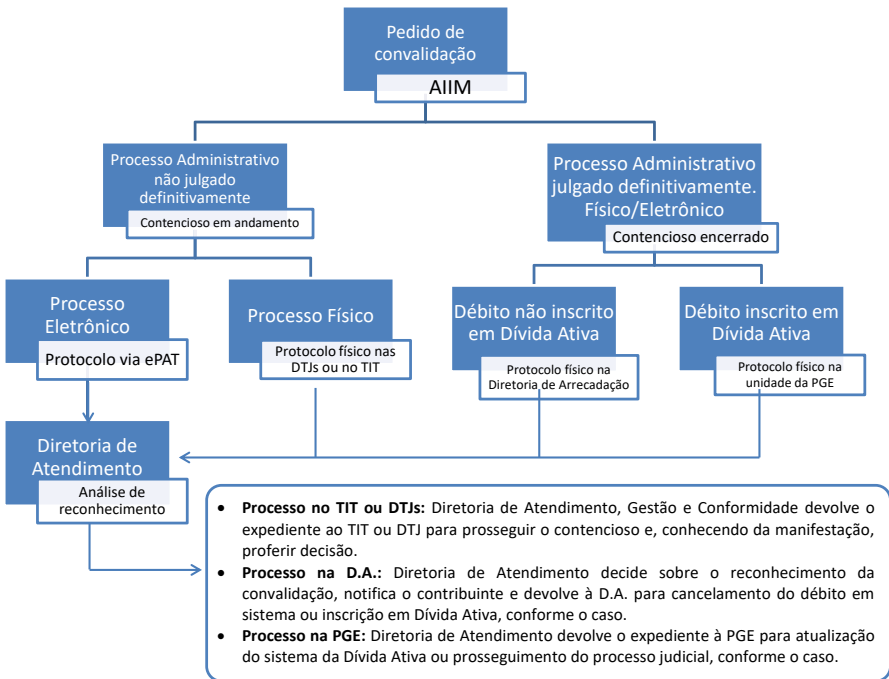 Pedido de
convalidação
AIIM
Processo Administrativo
não julgado
definitivamente
Contencioso em andamento
Processo Administrativo
julgado definitivamente.
Físico/Eletrônico
Contencioso encerrado
Processo
Eletrônico
Protocolo via ePAT
Processo Físico
Protocolo físico nas
DTJs ou no TIT
Débito não inscrito
em Dívida Ativa
Protocolo físico na
Diretoria de Arrecadação
Débito inscrito em
Dívida Ativa
Protocolo físico na
unidade da PGE
Diretoria de
Atendimento
Análise de
reconhecimento
• Processo no TIT ou DTJs: Diretoria de Atendimento, Gestão e Conformidade devolve o
expediente ao TIT ou DTJ para prosseguir o contencioso e, conhecendo da manifestação,
proferir decisão.
• Processo na D.A.: Diretoria de Atendimento decide sobre o reconhecimento da
convalidação, notifica o contribuinte e devolve à D.A. para cancelamento do débito em
sistema ou inscrição em Dívida Ativa, conforme o caso.
• Processo na PGE: Diretoria de Atendimento devolve o expediente à PGE para atualização
do sistema da Dívida Ativa ou prosseguimento do processo judicial, conforme o caso.